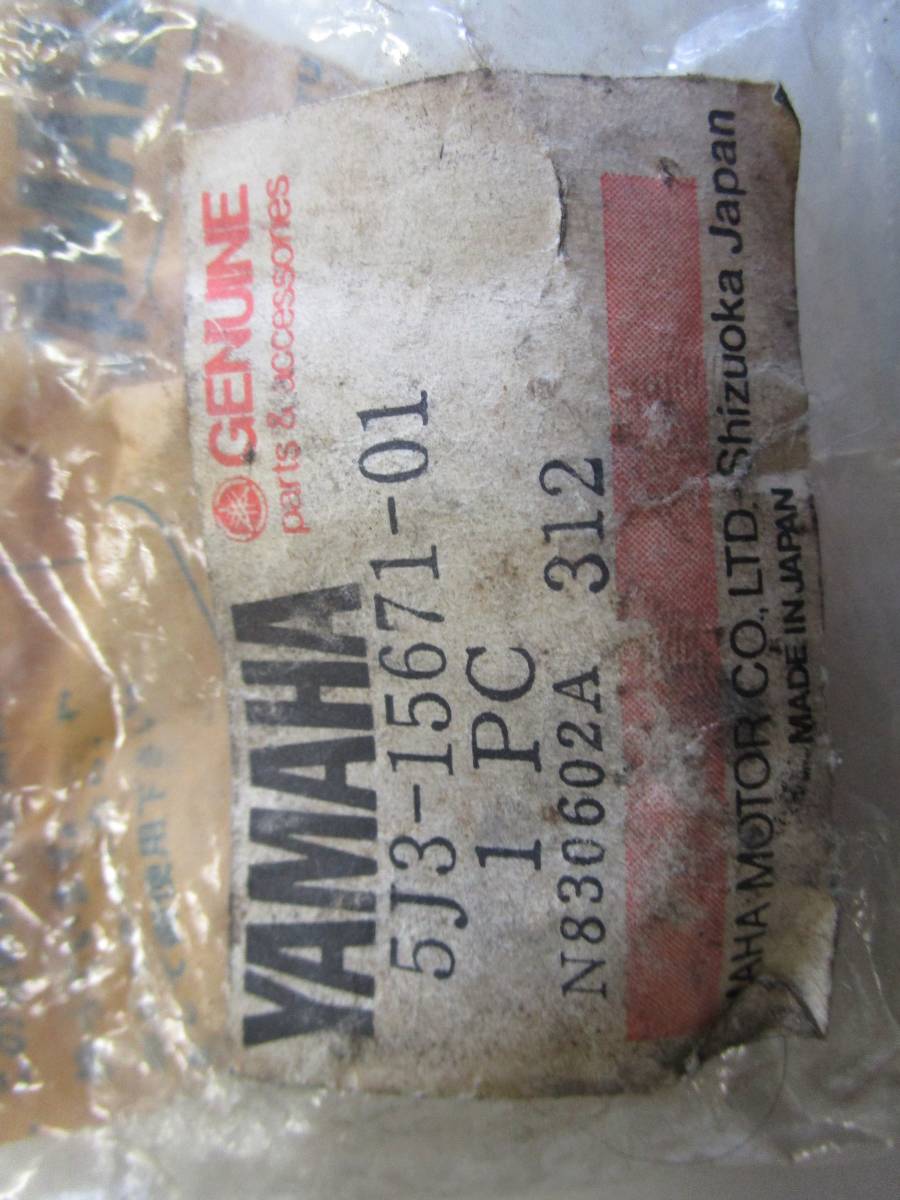 YAMAHA
GENUINE
parts & accessories
5J3-15671-01
1 PC
N830602A 312
AHA MOTOR CO., LTD. Shizuoka Japan
MADE IN JAPAN